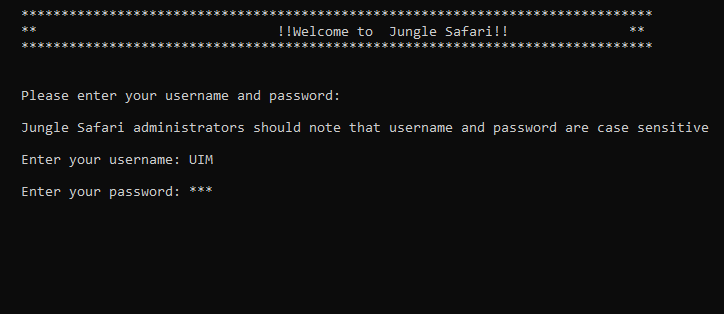 *******************************************************************************
**                              !!Welcome to  Jungle Safari!!               **
*******************************************************************************
Please enter your username and password:
Jungle Safari administrators should note that username and password are case sensitive
Enter your username: UIM
Enter your password: ***